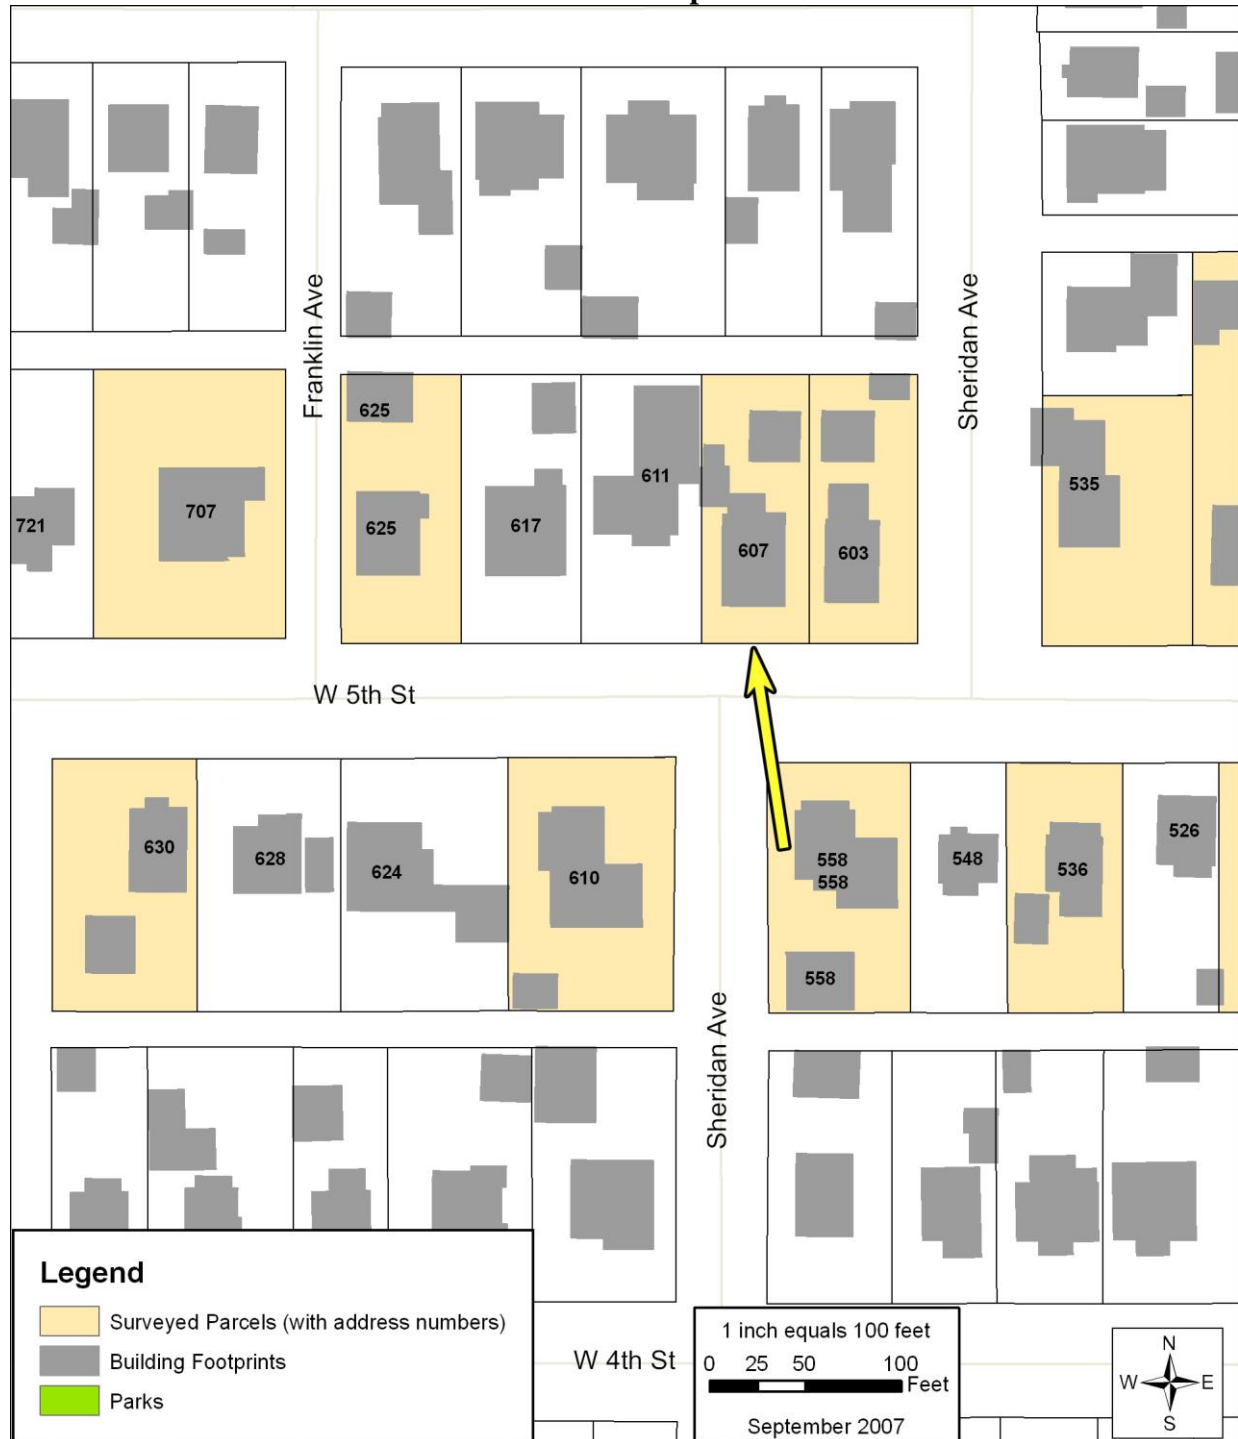 Franklin Ave
Sheridan Ave
625
611
535
721
707
625
617
607
603
W 5th St
630
628
624
610
558
558
548
536
526
558
Sheridan Ave
Legend
Surveyed Parcels (with address numbers)
Building Footprints
Parks
W 4th St
1 inch equals 100 feet
0 25 50 100
Feet
September 2007
N
W E
S